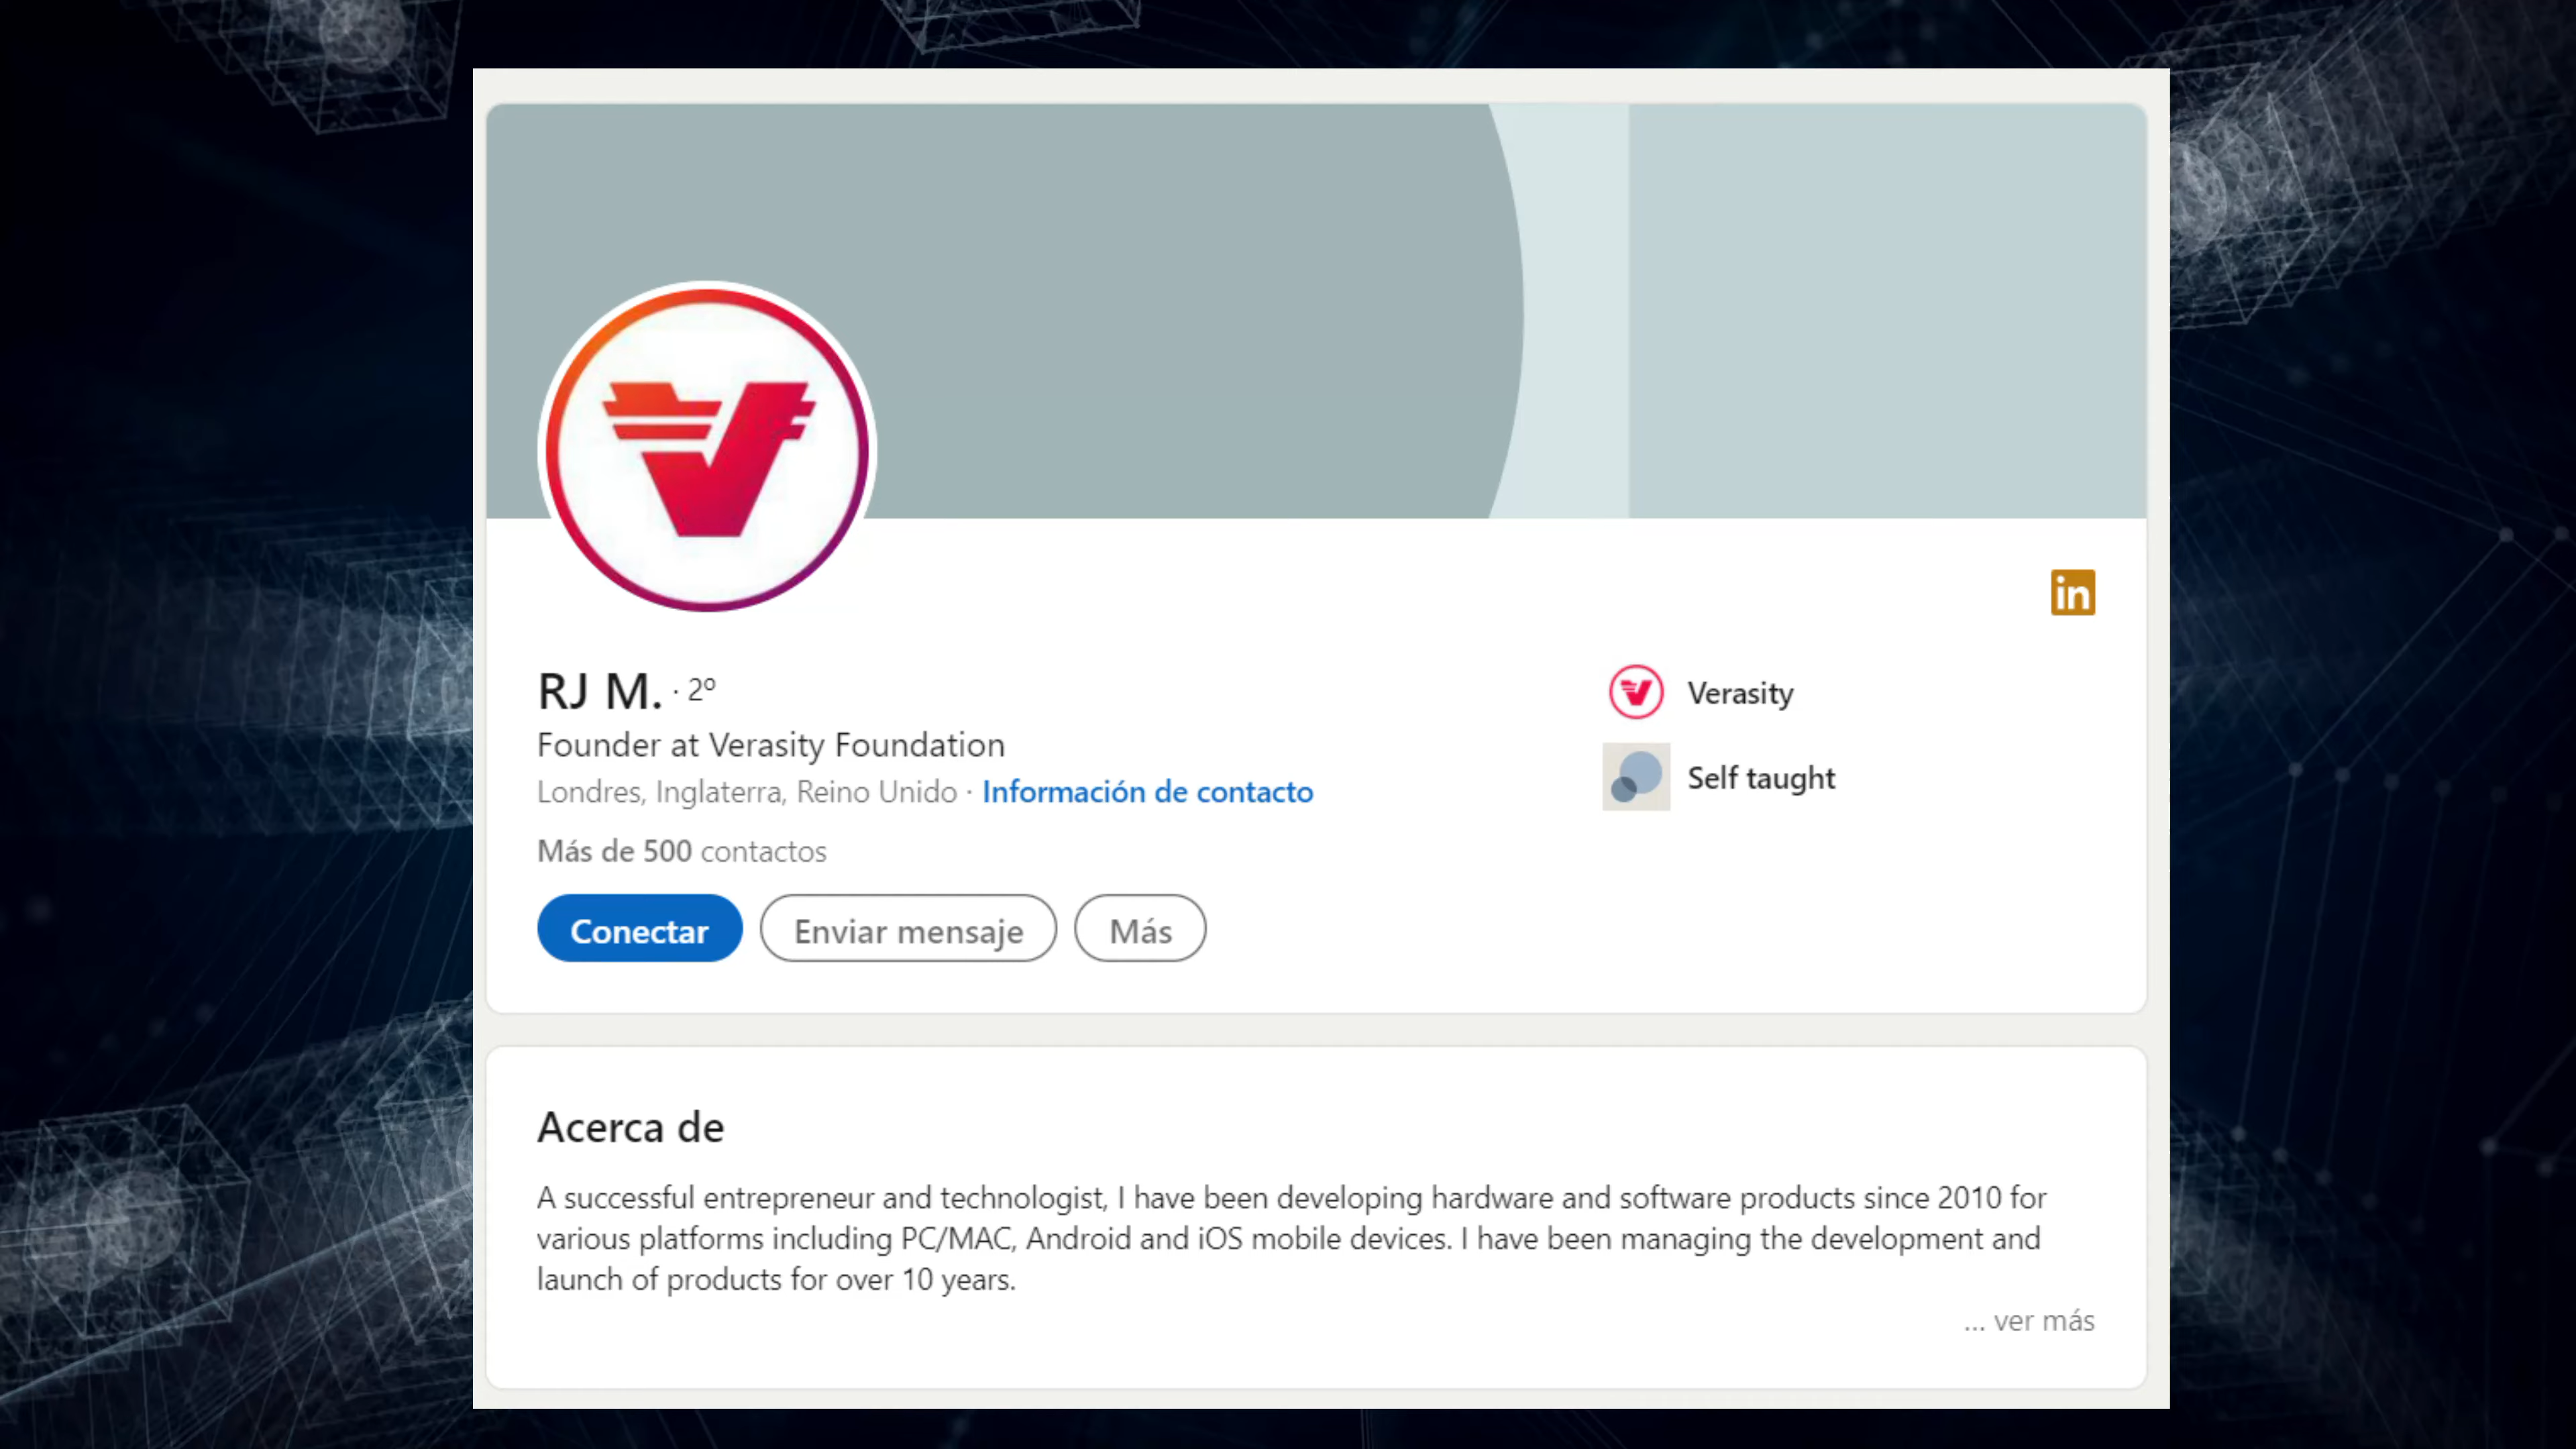 in
RJ M. · 2º
Founder at Verasity Foundation
Londres, Inglaterra, Reino Unido · Información de contacto
Más de 500 contactos
Conectar
Enviar mensaje
Más
Verasity
Self taught
Acerca de
A successful entrepreneur and technologist, I have been developing hardware and software products since 2010 for
various platforms including PC/MAC, Android and iOS mobile devices. I have been managing the development and
launch of products for over 10 years.
... ver más